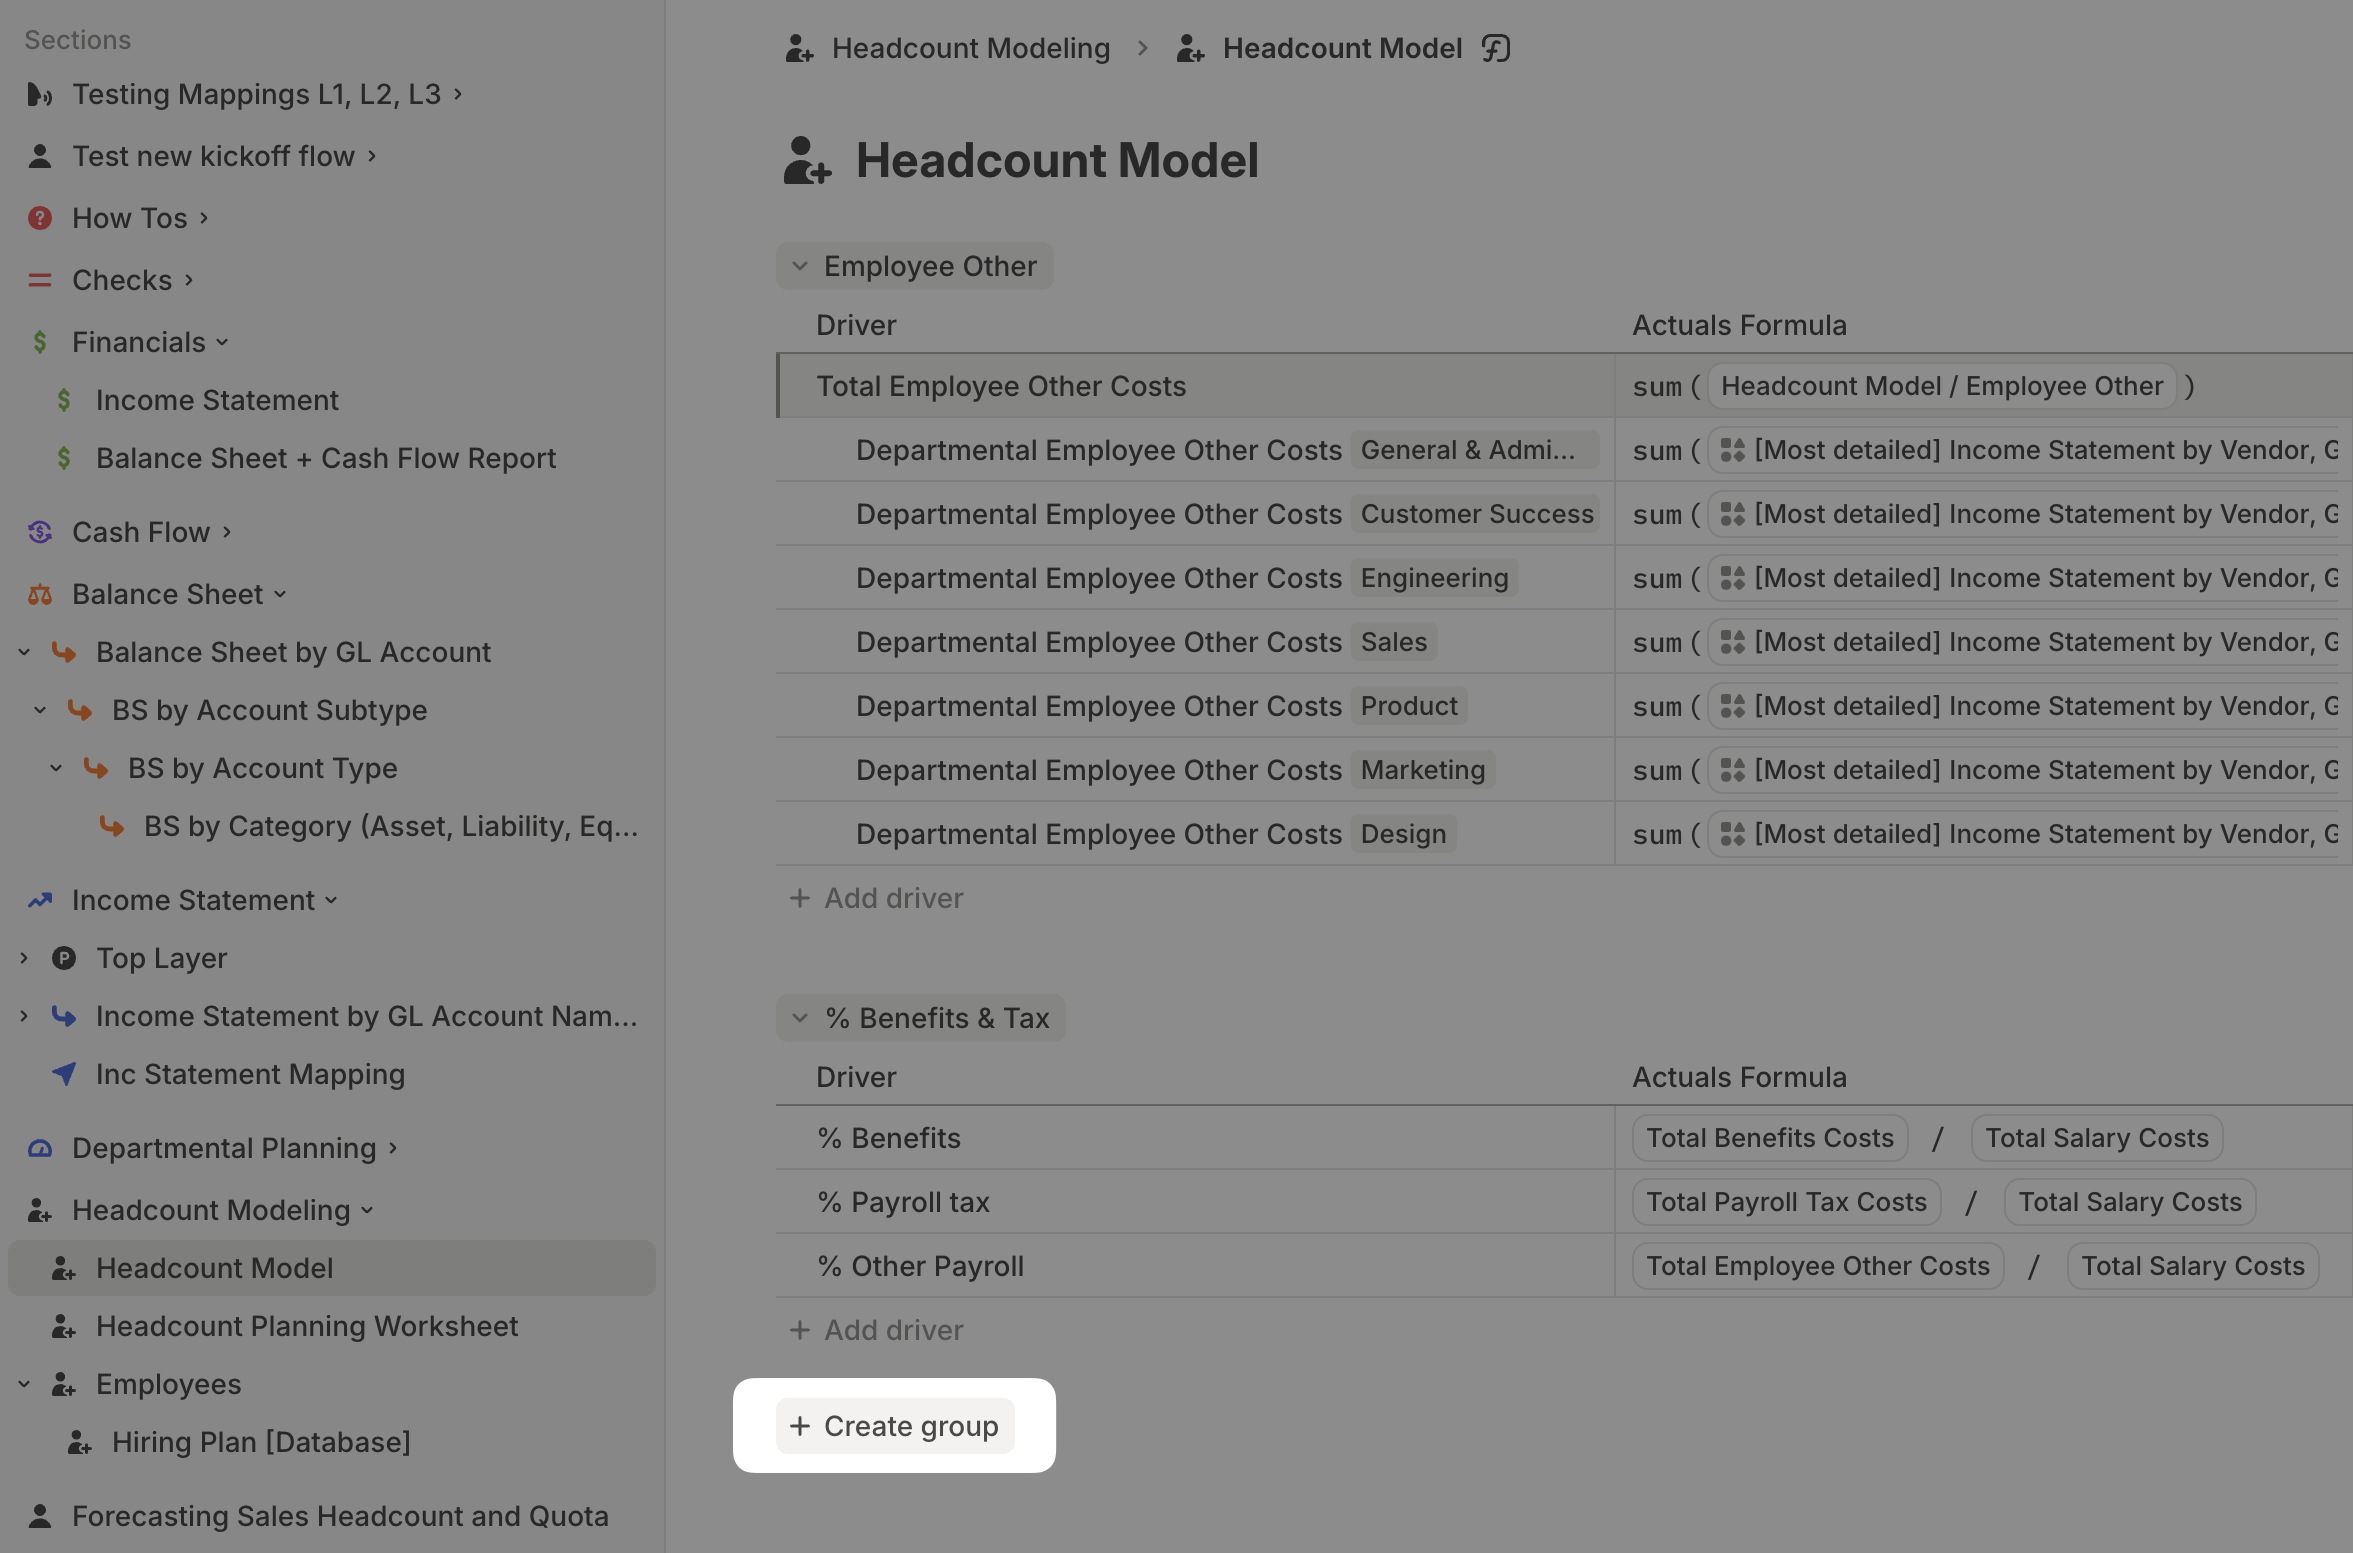 Sections
Testing Mappings L1, L2, L3
Test new kickoff flow
How Tos
Checks
Financials
Income Statement
Balance Sheet + Cash Flow Report
Cash Flow
Balance Sheet
Balance Sheet by GL Account
BS by Account Subtype
BS by Account Type
BS by Category (Asset, Liability, Eq...
Income Statement
Top Layer
Income Statement by GL Account Nam...
Inc Statement Mapping
Departmental Planning
Headcount Modeling
Headcount Model
Headcount Planning Worksheet
Employees
Hiring Plan [Database]
Forecasting Sales Headcount and Quota
Headcount Modeling > Headcount Model
Headcount Model
Employee Other
Driver Actuals Formula
Total Employee Other Costs sum ( Headcount Model / Employee Other )
Departmental Employee Other Costs General & Admi... sum ( [Most detailed] Income Statement by Vendor, G
Departmental Employee Other Costs Customer Success sum ( [Most detailed] Income Statement by Vendor, G
Departmental Employee Other Costs Engineering sum ( [Most detailed] Income Statement by Vendor, G
Departmental Employee Other Costs Sales sum ( [Most detailed] Income Statement by Vendor, G
Departmental Employee Other Costs Product sum ( [Most detailed] Income Statement by Vendor, G
Departmental Employee Other Costs Marketing sum ( [Most detailed] Income Statement by Vendor, G
Departmental Employee Other Costs Design sum ( [Most detailed] Income Statement by Vendor, G
+ Add driver
% Benefits & Tax
Driver Actuals Formula
% Benefits Total Benefits Costs / Total Salary Costs
% Payroll tax Total Payroll Tax Costs / Total Salary Costs
% Other Payroll Total Employee Other Costs / Total Salary Costs
+ Add driver
+ Create group